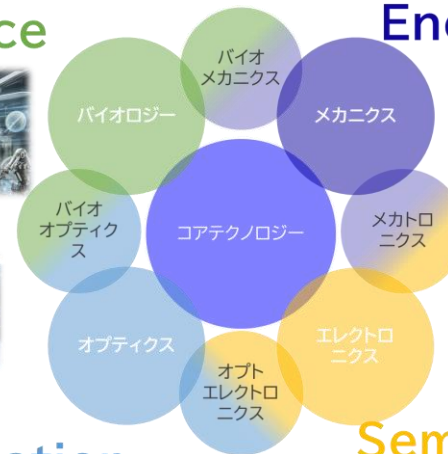 ce
En
バイオ
メカニクス
バイオロジー
メカニクス
バイオ
オプティク
ス
コアテクノロジー
メカトロ
ニクス
オプティクス
エレクトロ
ニクス
オプト
エレクトロ
ニクス
Sem